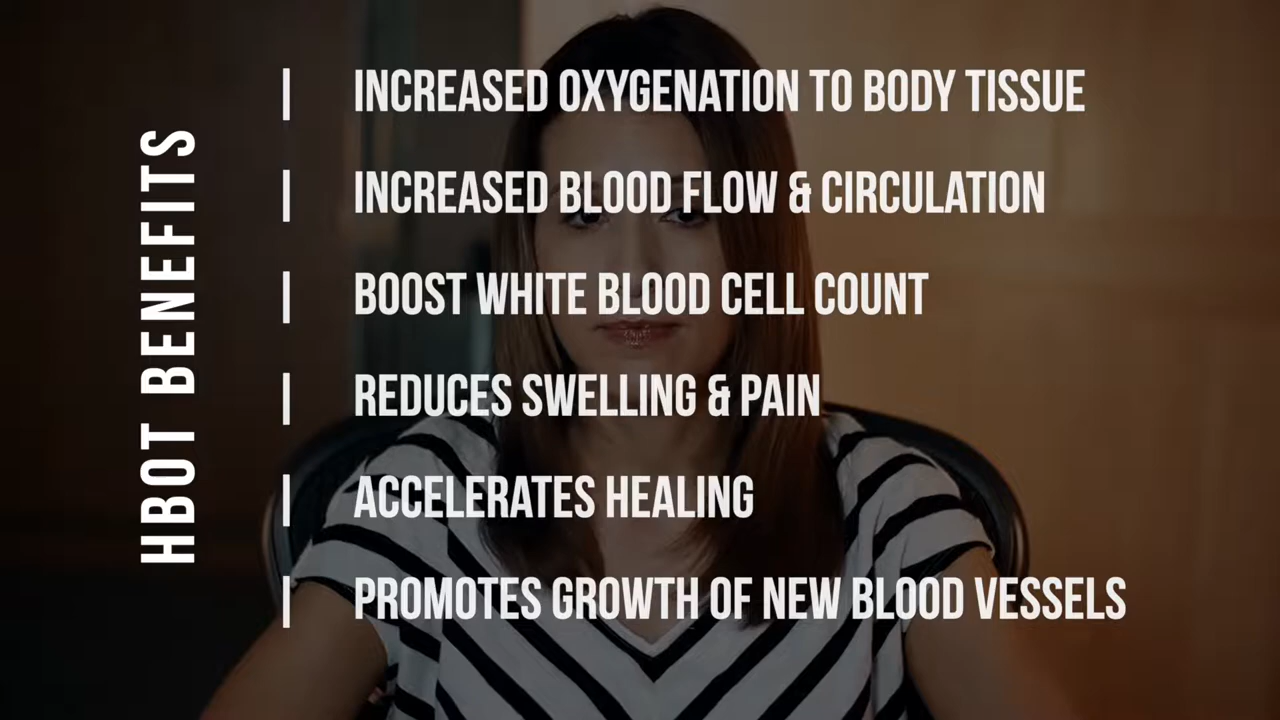 HBOT BENEFITS
INCREASED OXYGENATION TO BODY TISSUE
INCREASED BLOOD FLOW & CIRCULATION
BOOST WHITE BLOOD CELL COUNT
REDUCES SWELLING & PAIN
ACCELERATES HEALING
PROMOTES GROWTH OF NEW BLOOD VESSELS